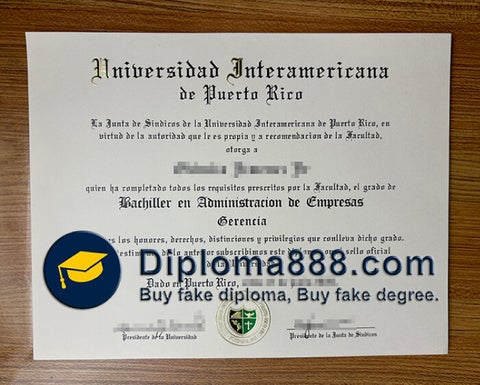 Universidad Interamericana
de Puerto Rico
La Junta de Síndicos de la Universidad Interamericana de Puerto Rico, en
virtud de la autoridad que le es propia y a recomendación de la Facultad,
otorga a
quien ha completado todos los requisitos prescritos por la Facultad, el grado de
Bachiller en Administracion de Empresas
Gerencia
los honores, derechos, distinciones y privilegios que conlleva dicho grado.
Diploma888.com
Buy fake diploma, Buy fake degree.
Dado en Puerto Rico,
Presidente de la Universidad
Presidente de la Junta de Síndicos